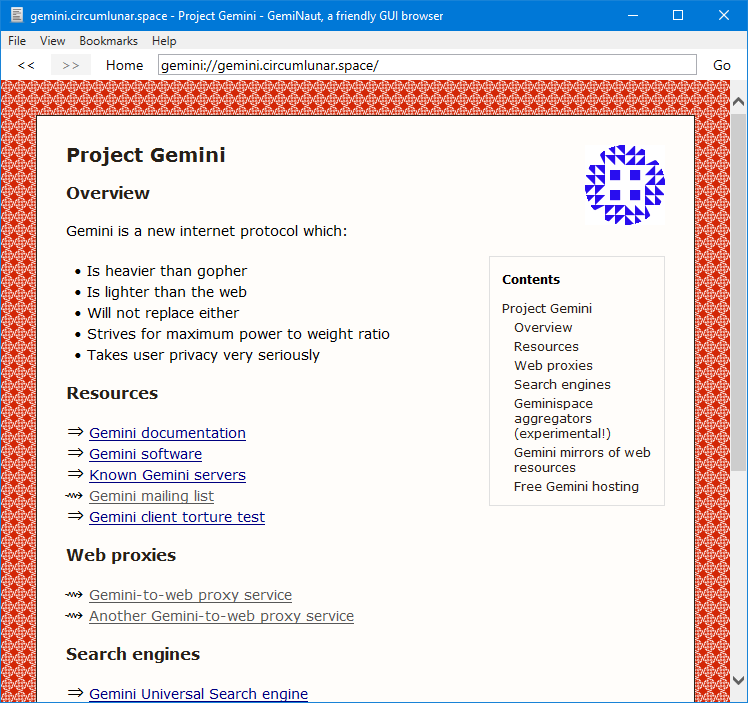 gemini.circumlunar.space - Project Gemini - GemiNaut, a friendly GUI browser
File View Bookmarks Help
<< >> Home gemini://gemini.circumlunar.space/ Go
Project Gemini
Overview
Gemini is a new internet protocol which:
• Is heavier than gopher
• Is lighter than the web
• Will not replace either
• Strives for maximum power to weight ratio
• Takes user privacy very seriously
Resources
⇒ Gemini documentation
⇒ Gemini software
⇒ Known Gemini servers
⇝ Gemini mailing list
⇒ Gemini client torture test
Web proxies
⇝ Gemini-to-web proxy service
⇝ Another Gemini-to-web proxy service
Search engines
⇒ Gemini Universal Search engine
Contents
Project Gemini
Overview
Resources
Web proxies
Search engines
Geminispace
aggregators
(experimental!)
Gemini mirrors of web
resources
Free Gemini hosting